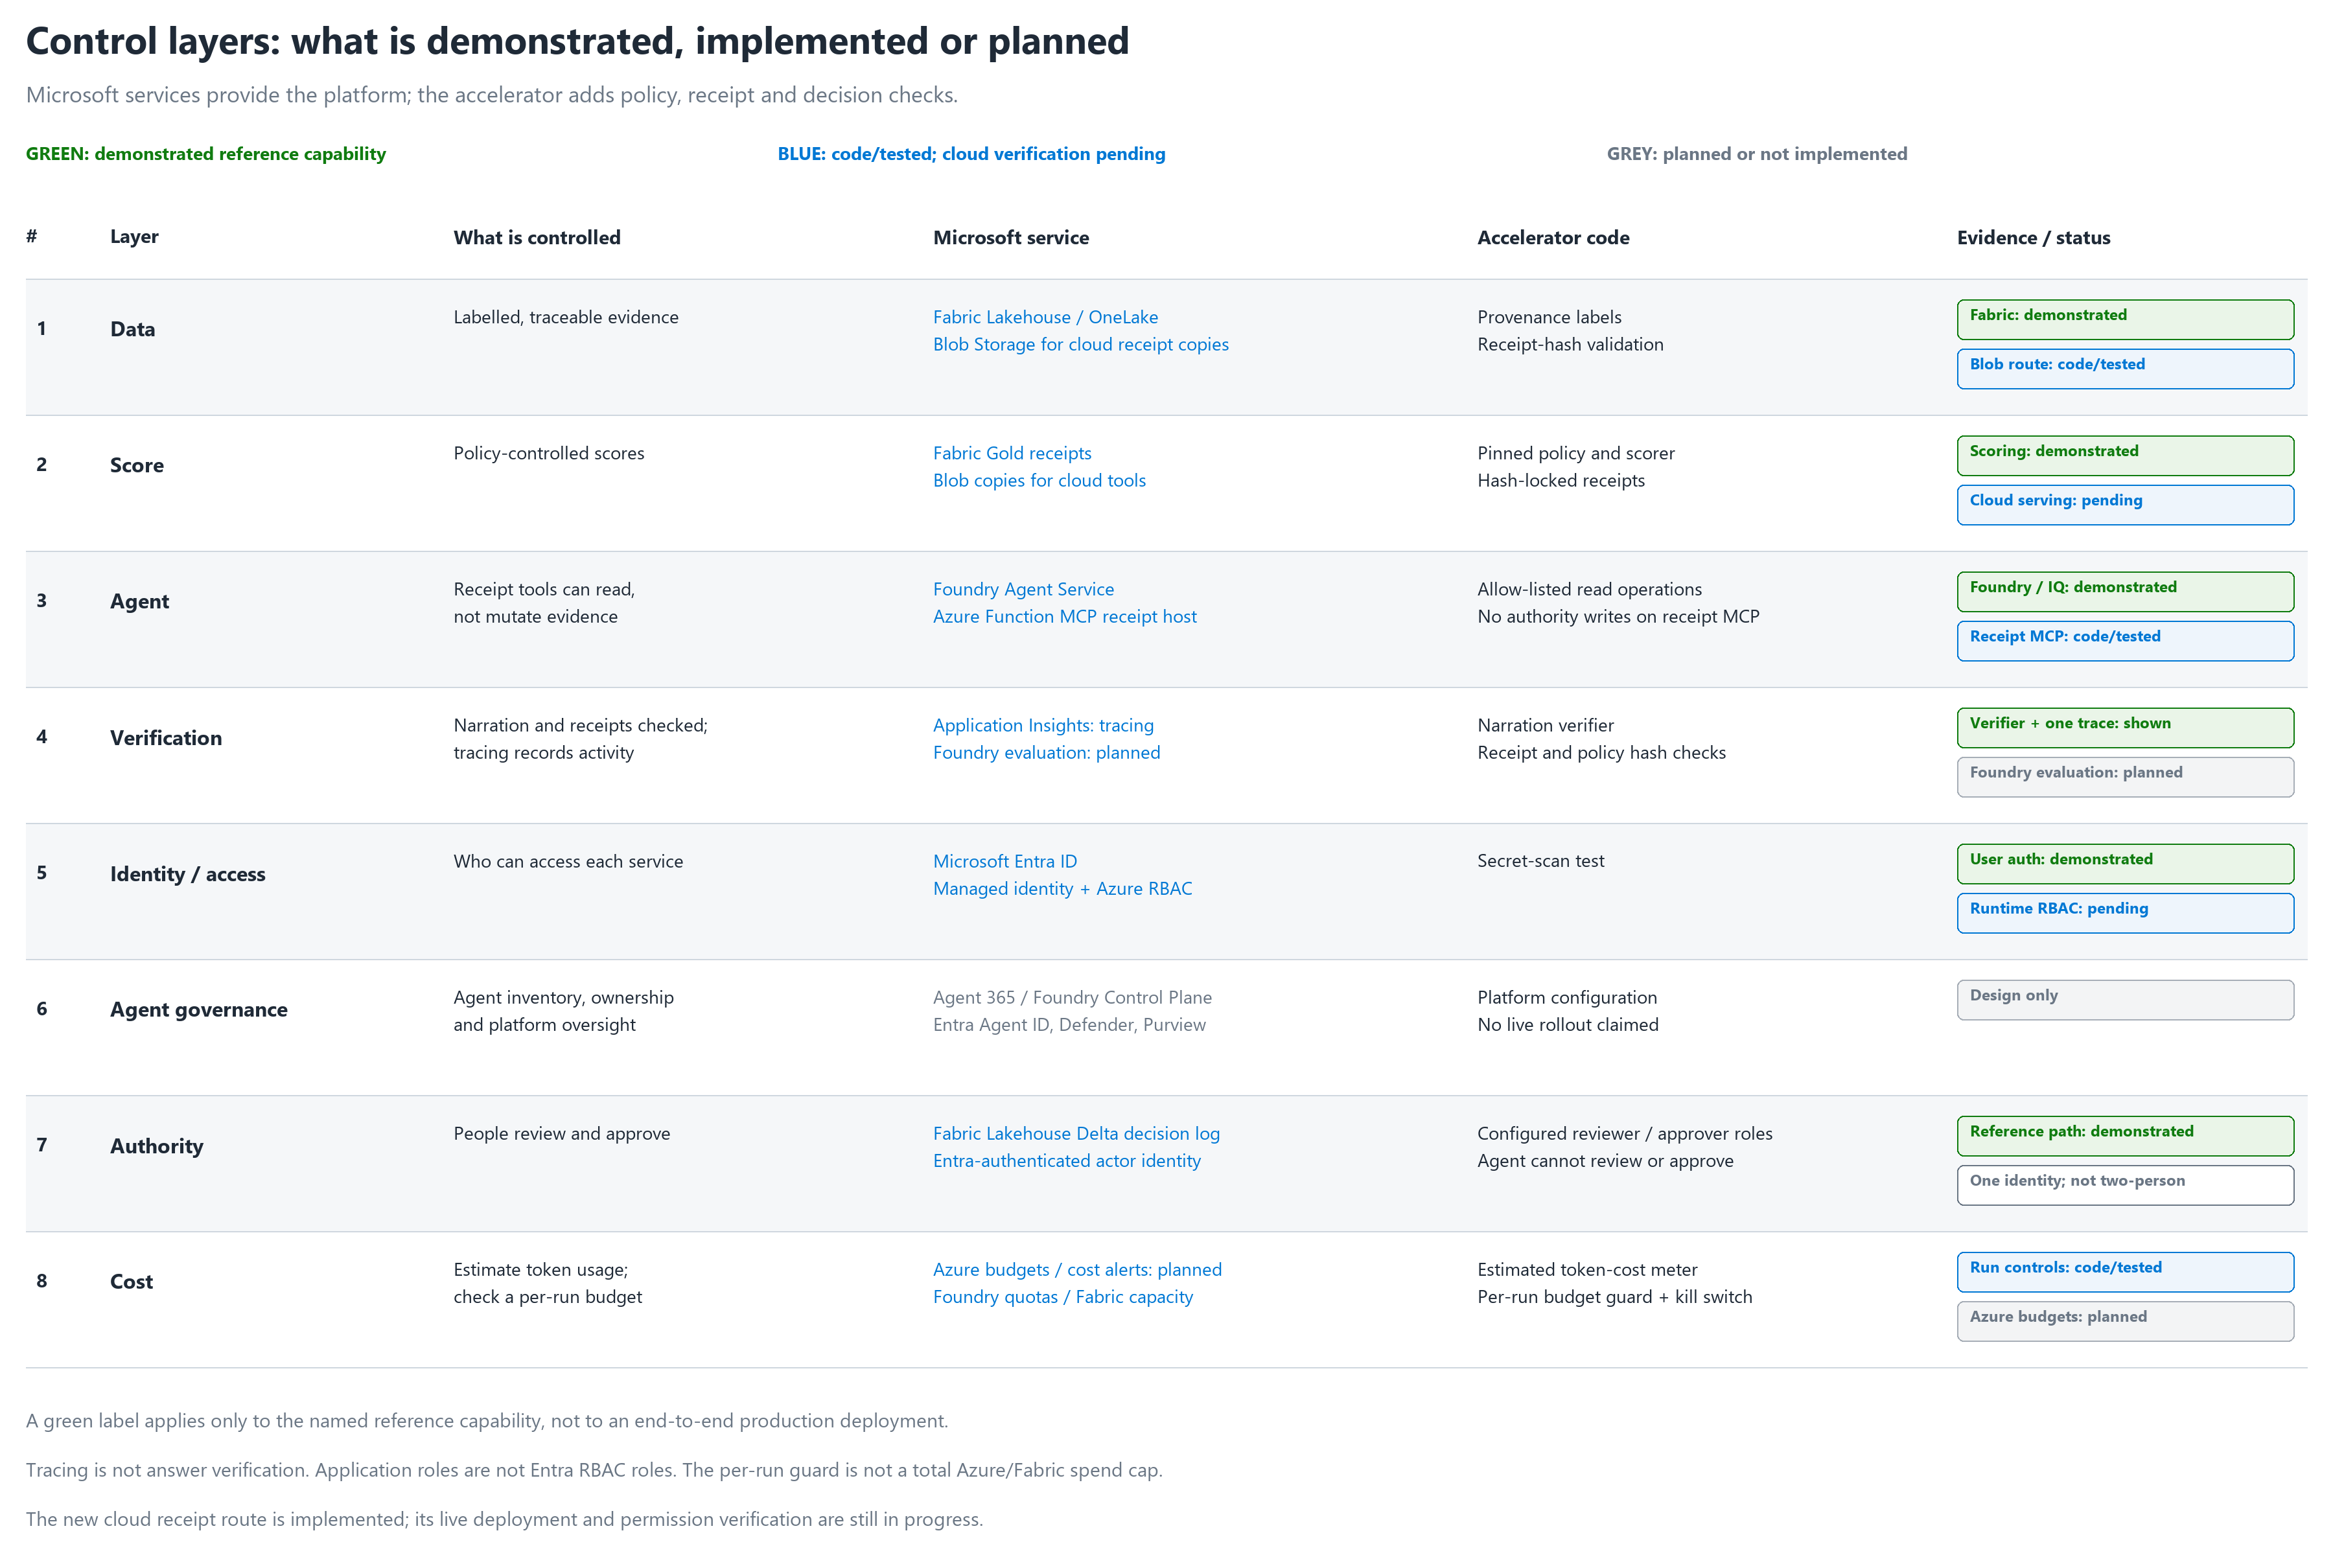 Control layers: what is demonstrated, implemented or planned
Microsoft services provide the platform; the accelerator adds policy, receipt and decision checks.
GREEN: demonstrated reference capability
BLUE: code/tested; cloud verification pending
GREY: planned or not implemented
# Layer What is controlled Microsoft service Accelerator code Evidence / status
1 Data
Labelled, traceable evidence
Fabric Lakehouse / OneLake
Blob Storage for cloud receipt copies
Provenance labels
Receipt-hash validation
Fabric: demonstrated
Blob route: code/tested
2 Score
Policy-controlled scores
Fabric Gold receipts
Blob copies for cloud tools
Pinned policy and scorer
Hash-locked receipts
Scoring: demonstrated
Cloud serving: pending
3 Agent
Receipt tools can read,
not mutate evidence
Foundry Agent Service
Azure Function MCP receipt host
Allow-listed read operations
No authority writes on receipt MCP
Foundry / IQ: demonstrated
Receipt MCP: code/tested
4 Verification
Narration and receipts checked;
tracing records activity
Application Insights: tracing
Foundry evaluation: planned
Narration verifier
Receipt and policy hash checks
Verifier + one trace: shown
Foundry evaluation: planned
5 Identity / access
Who can access each service
Microsoft Entra ID
Managed identity + Azure RBAC
Secret-scan test
User auth: demonstrated
Runtime RBAC: pending
6 Agent governance
Agent inventory, ownership
and platform oversight
Agent 365 / Foundry Control Plane
Entra Agent ID, Defender, Purview
Platform configuration
No live rollout claimed
Design only
7 Authority
People review and approve
Fabric Lakehouse Delta decision log
Entra-authenticated actor identity
Configured reviewer / approver roles
Agent cannot review or approve
Reference path: demonstrated
One identity; not two-person
8 Cost
Estimate token usage;
check a per-run budget
Azure budgets / cost alerts: planned
Foundry quotas / Fabric capacity
Estimated token-cost meter
Per-run budget guard + kill switch
Run controls: code/tested
Azure budgets: planned
A green label applies only to the named reference capability, not to an end-to-end production deployment.
Tracing is not answer verification. Application roles are not Entra RBAC roles. The per-run guard is not a total Azure/Fabric spend cap.
The new cloud receipt route is implemented; its live deployment and permission verification are still in progress.